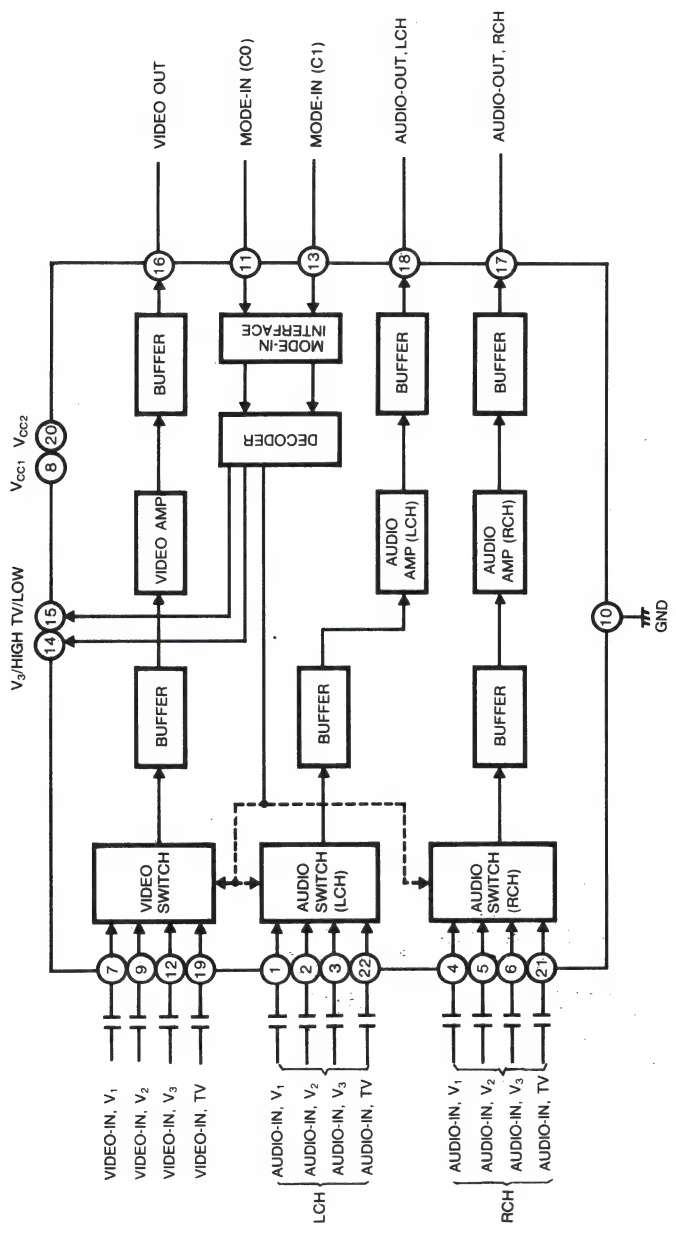 V3/HIGH TV/LOW
14
15
VCC1
VCC2
8
20
VIDEO-IN, V1
VIDEO-IN, V2
VIDEO-IN, V3
VIDEO-IN, TV
7
9
12
19
VIDEO
SWITCH
BUFFER
VIDEO AMP
BUFFER
16
VIDEO OUT
DECODER
MODE-IN
INTERFACE
11
MODE-IN (C0)
13
MODE-IN (C1)
LCH
AUDIO-IN, V1
AUDIO-IN, V2
AUDIO-IN, V3
AUDIO-IN, TV
1
2
3
22
AUDIO
SWITCH
(LCH)
BUFFER
AUDIO
AMP (LCH)
BUFFER
18
AUDIO-OUT, LCH
RCH
AUDIO-IN, V1
AUDIO-IN, V2
AUDIO-IN, V3
AUDIO-IN, TV
4
5
6
21
AUDIO
SWITCH
(RCH)
BUFFER
AUDIO
AMP (RCH)
BUFFER
17
AUDIO-OUT, RCH
10
GND